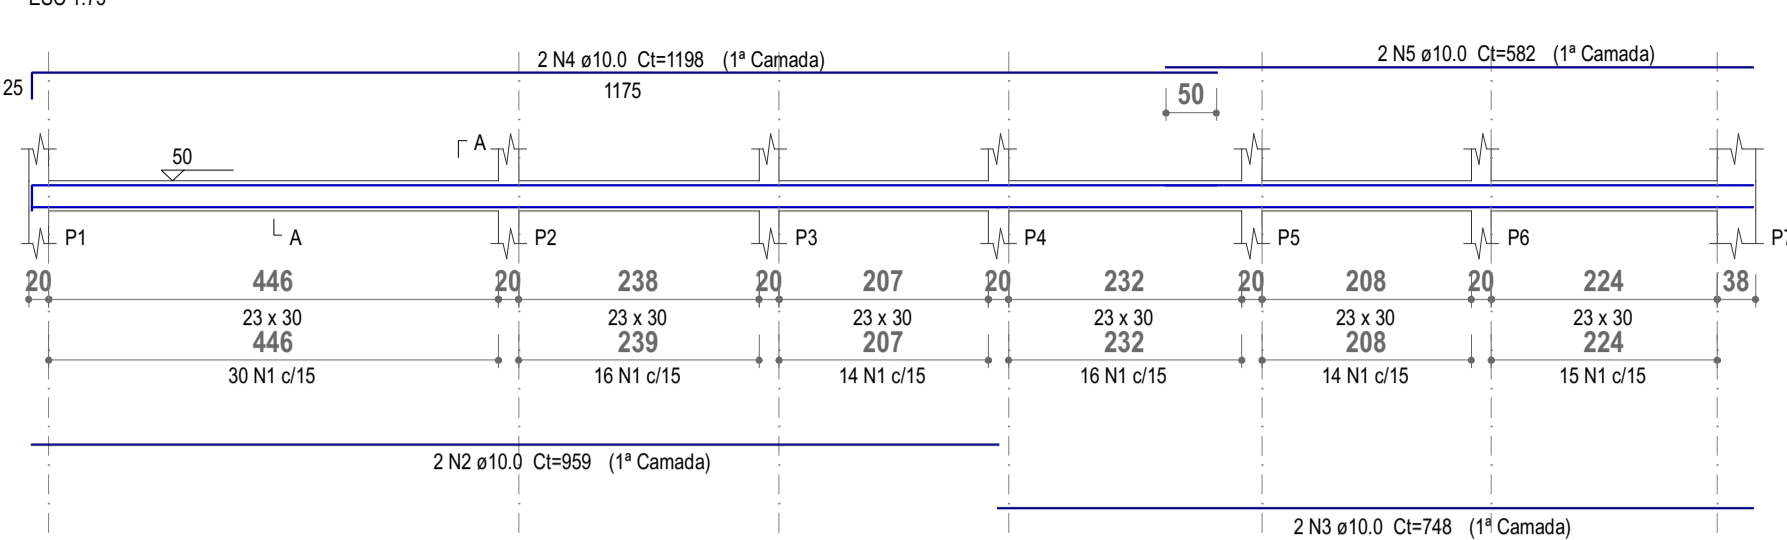 ESC 1:75
2 N4 ø10.0 Ct=1198 (1ª Camada)
2 N5 ø10.0 Ct=582 (1ª Camada)
25
1175
50
A
50
A
P1
P2
P3
P4
P5
P6
P7
20 446 20 238 20 207 20 232 20 208 20 224 38
23 x 30 23 x 30 23 x 30 23 x 30 23 x 30 23 x 30
446 239 207 232 208 224
30 N1 c/15 16 N1 c/15 14 N1 c/15 16 N1 c/15 14 N1 c/15 15 N1 c/15
2 N2 ø10.0 Ct=959 (1ª Camada)
2 N3 ø10.0 Ct=748 (1ª Camada)